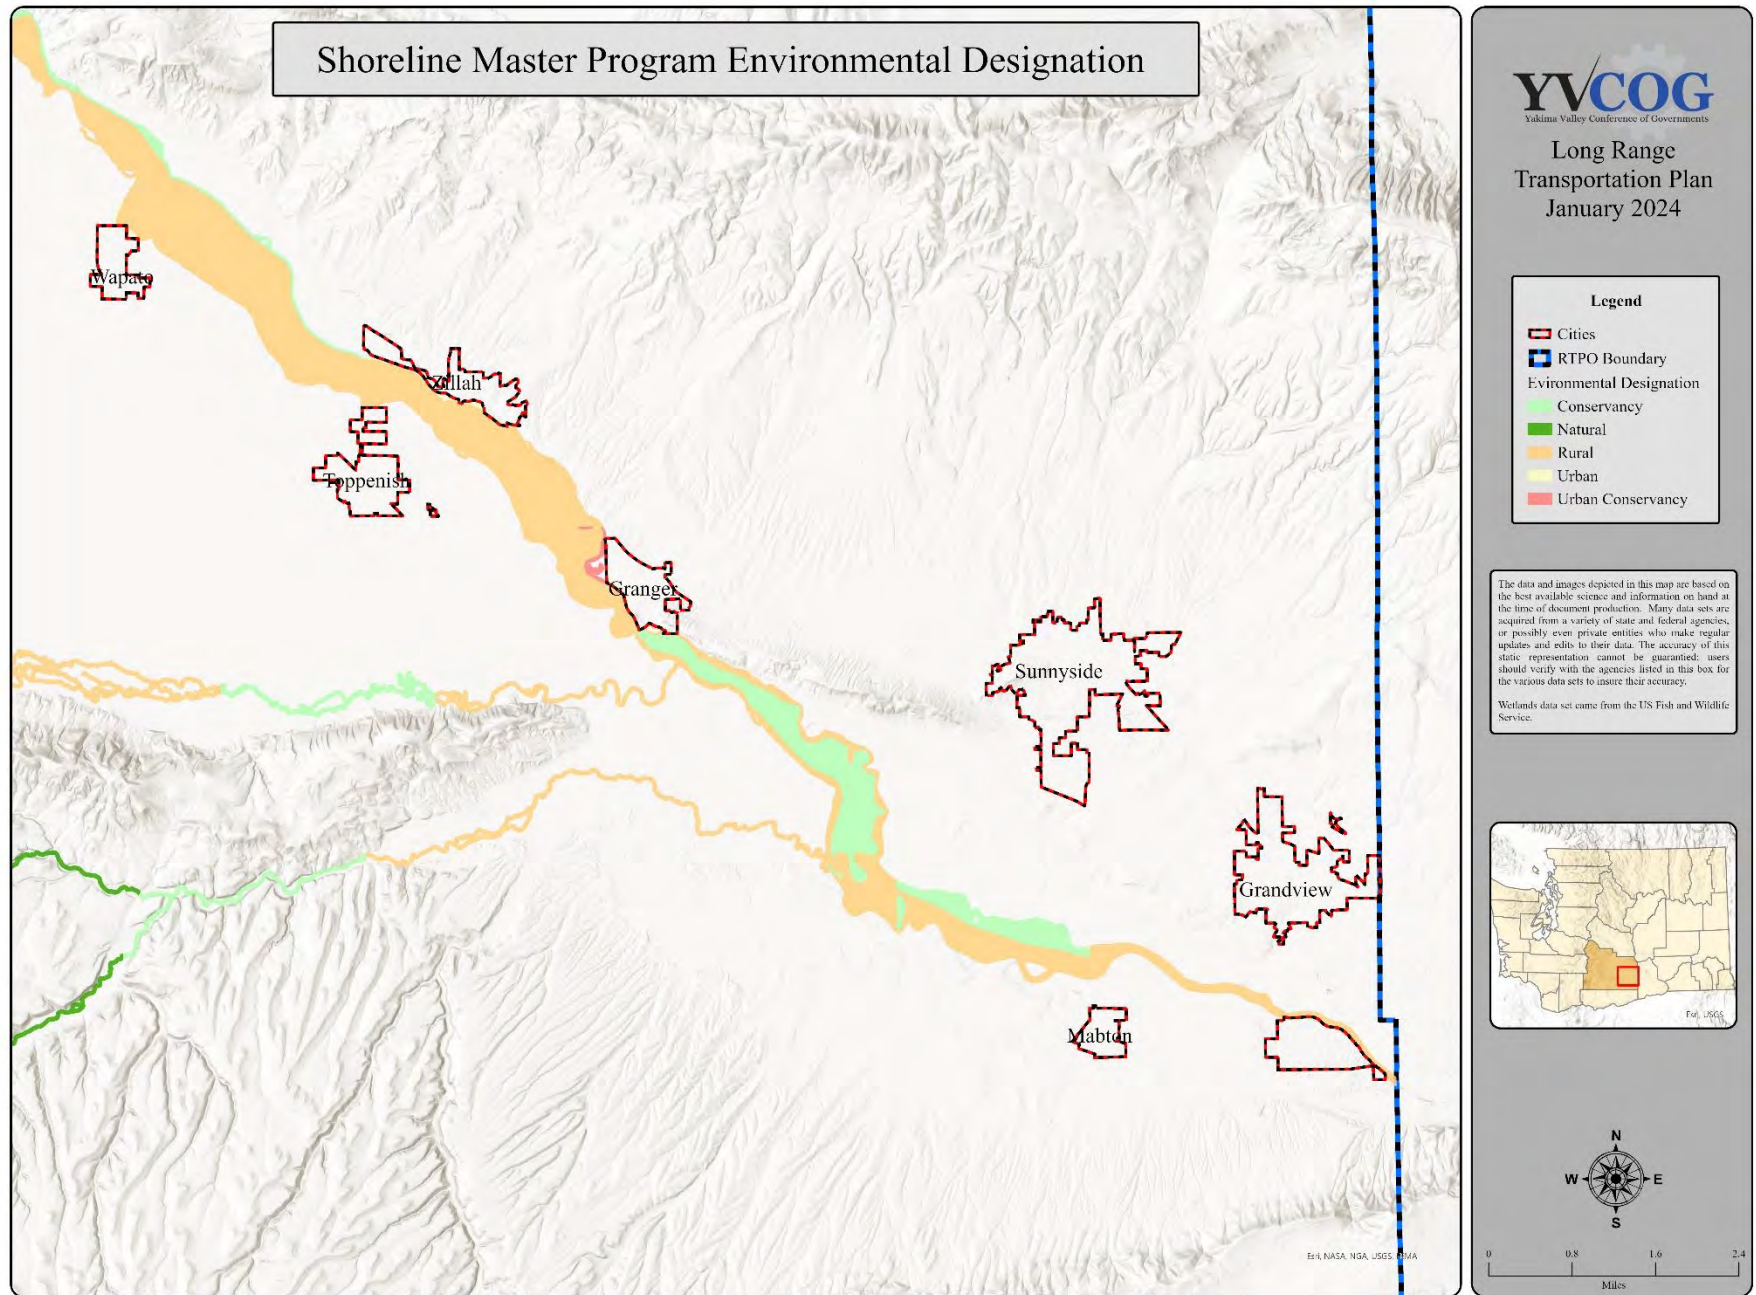 Shoreline Master Program Environmental Designation
YVCOG
Yakima Valley Conference of Governments
Long Range
Transportation Plan
January 2024
Legend
Cities
RTPO Boundary
Evironmental Designation
Conservancy
Natural
Rural
Urban
Urban Conservancy
The data and images depicted in this map are based on
the best available science and information on hand at
the time of document production. Many data sets are
acquired from a variety of state and federal agencies,
or possibly even private entities who make regular
updates and edits to their data. The accuracy of this
static representation cannot be guarantied; users
should verify with the agencies listed in this box for
the various data sets to insure their accuracy.
Wetlands data set came from the US Fish and Wildlife
Service.
Wapato
Zillah
Toppenish
Granger
Sunnyside
Grandview
Mabton
Esri, USGS
N
W
E
S
0
0.8
1.6
2.4
Miles
Esri, NASA, NGA, USGS, FEMA